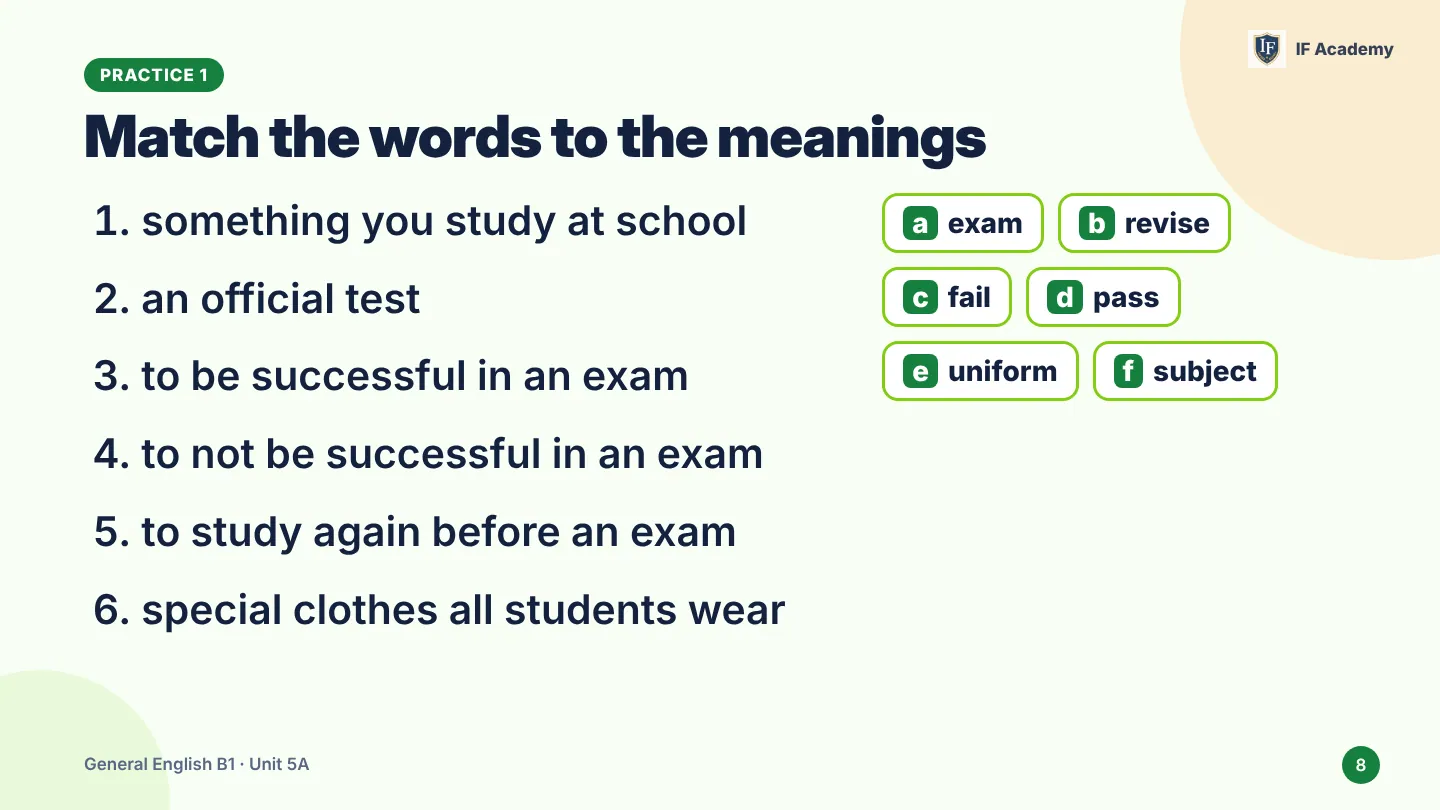 IF Academy
PRACTICE 1
Match the words to the meanings
1. something you study at school
2. an official test
3. to be successful in an exam
4. to not be successful in an exam
5. to study again before an exam
6. special clothes all students wear
a exam b revise
c fail d pass
e uniform f subject
General English B1 · Unit 5A
8